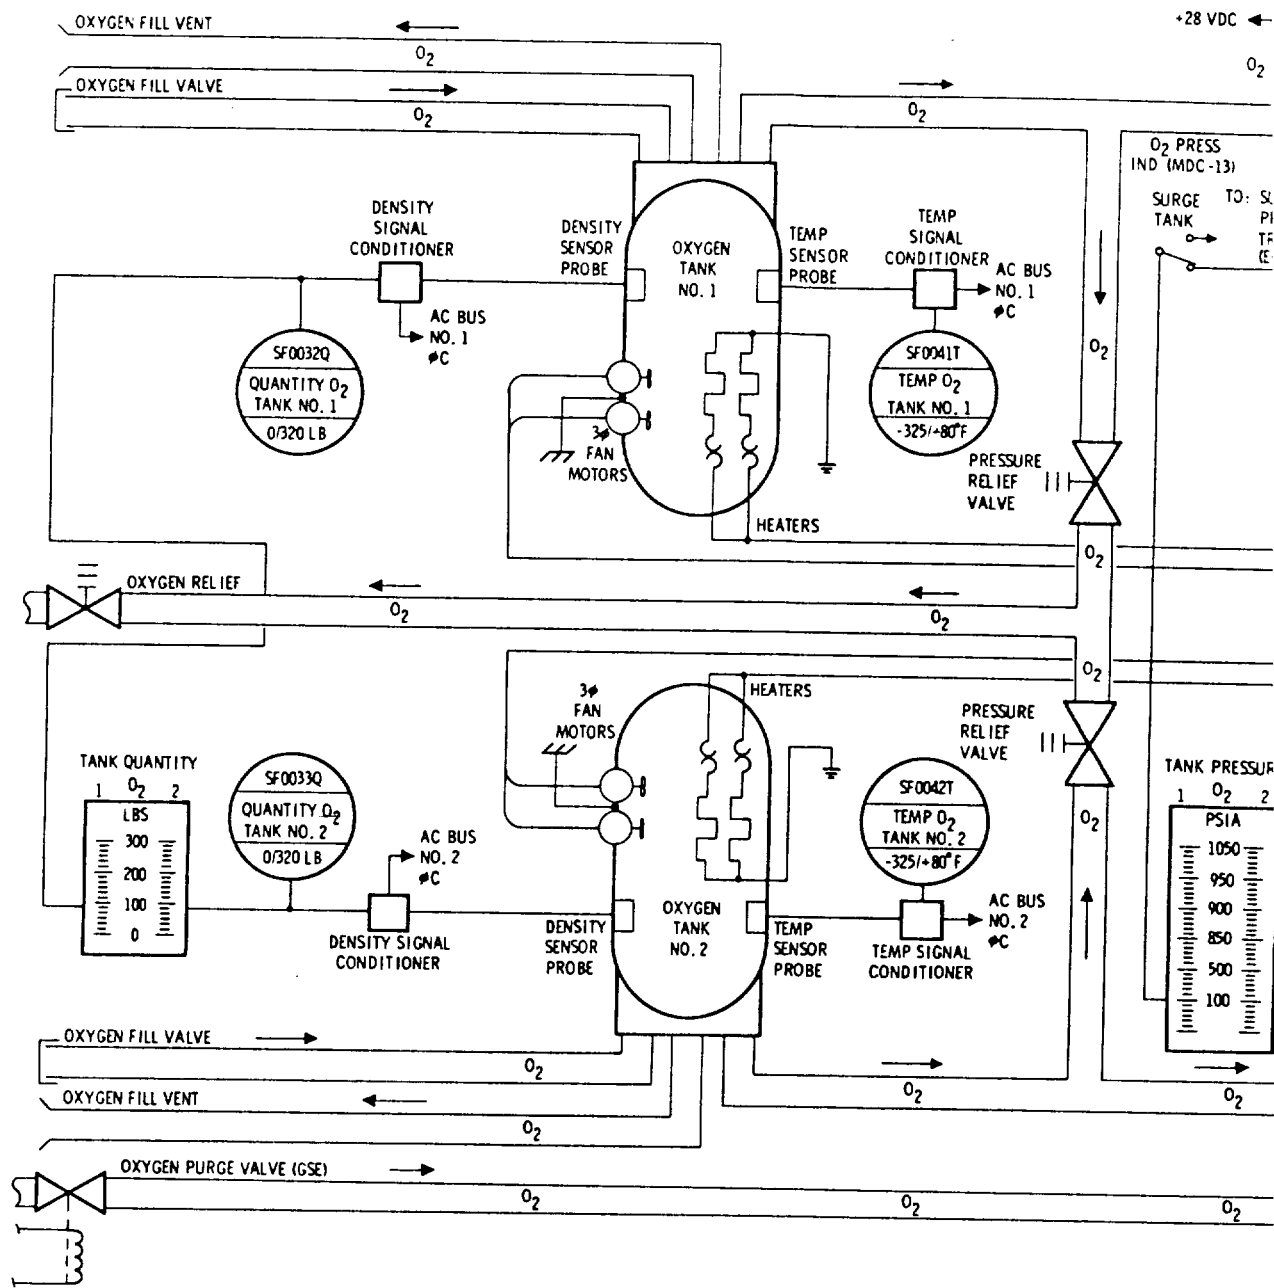 OXYGEN FILL VENT
O2
+28 VDC
O2
OXYGEN FILL VALVE
O2
O2
O2 PRESS
IND (MDC-13)
SURGE
TANK
TO:
DENSITY
SIGNAL
CONDITIONER
DENSITY
SENSOR
PROBE
OXYGEN
TANK
NO. 1
TEMP
SENSOR
PROBE
TEMP
SIGNAL
CONDITIONER
AC BUS
NO. 1
φC
AC BUS
NO. 1
φC
SF0032Q
QUANTITY O2
TANK NO. 1
0/320 LB
SF0041T
TEMP O2
TANK NO. 1
-325/+80°F
O2
3φ
FAN
MOTORS
HEATERS
PRESSURE
RELIEF
VALVE
O2
OXYGEN RELIEF
O2
O2
O2
3φ
FAN
MOTORS
HEATERS
PRESSURE
RELIEF
VALVE
TANK QUANTITY
1 O2 2
LBS
300
200
100
0
SF0033Q
QUANTITY O2
TANK NO. 2
0/320 LB
AC BUS
NO. 2
φC
DENSITY SIGNAL
CONDITIONER
DENSITY
SENSOR
PROBE
OXYGEN
TANK
NO. 2
TEMP
SENSOR
PROBE
SF0042T
TEMP O2
TANK NO. 2
-325/+80°F
TEMP SIGNAL
CONDITIONER
AC BUS
NO. 2
φC
O2
TANK PRESSUR
1 O2 2
PSIA
1050
950
900
850
500
100
OXYGEN FILL VALVE
O2
O2
O2
OXYGEN FILL VENT
O2
OXYGEN PURGE VALVE (GSE)
O2
O2
O2